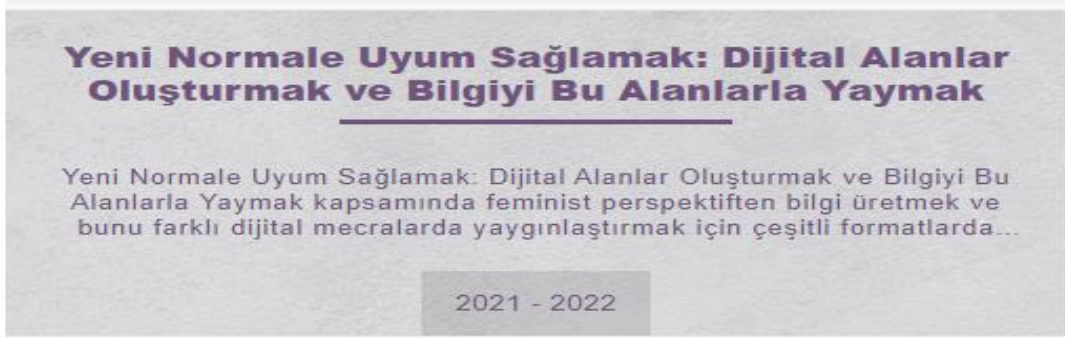 Yeni Normale Uyum Sağlamak: Dijital Alanlar
Oluşturmak ve Bilgiyi Bu Alanlarla Yaymak
Yeni Normale Uyum Sağlamak: Dijital Alanlar Oluşturmak ve Bilgiyi Bu
Alanlarla Yaymak kapsamında feminist perspektiften bilgi üretmek ve
bunu farklı dijital mecralarda yaygınlaştırmak için çeşitli formatlarda...
2021 - 2022